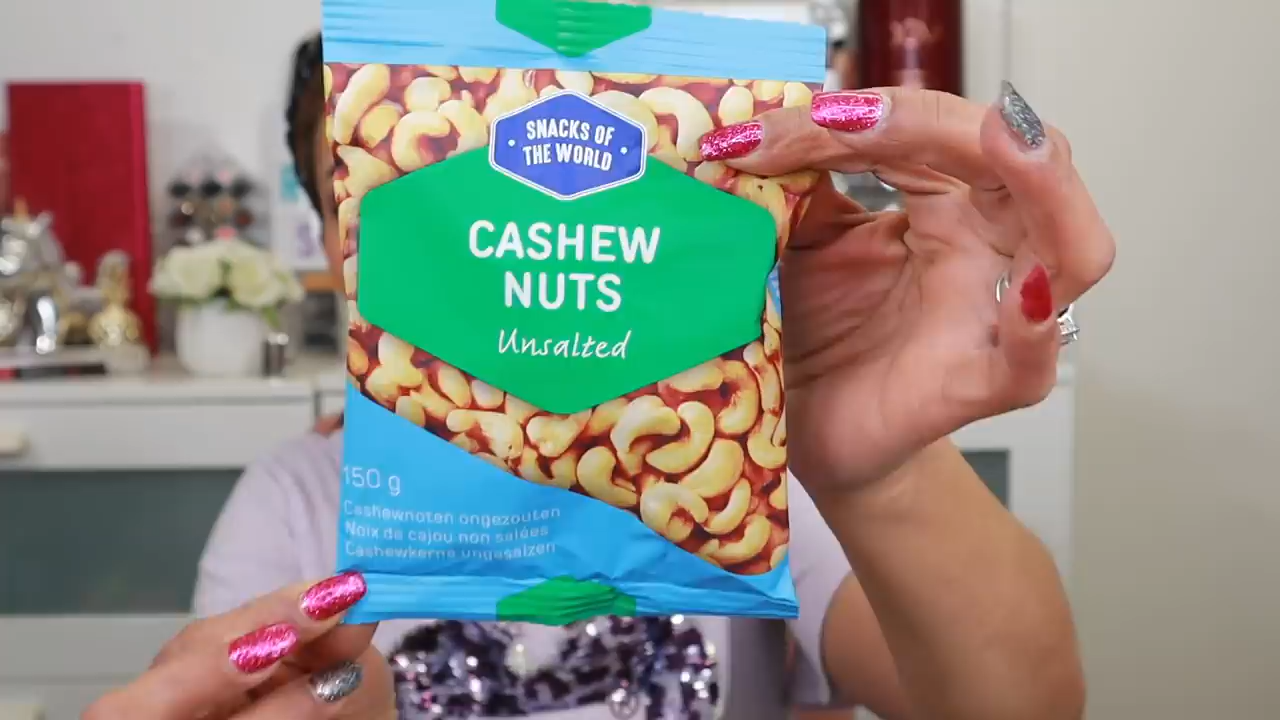 SNACKS OF
THE WORLD
CASHEW
NUTS
Unsalted
150 g
Cashewnoten ongezouten
Noix de cajou non salées
Cashewkerne ungesalzen